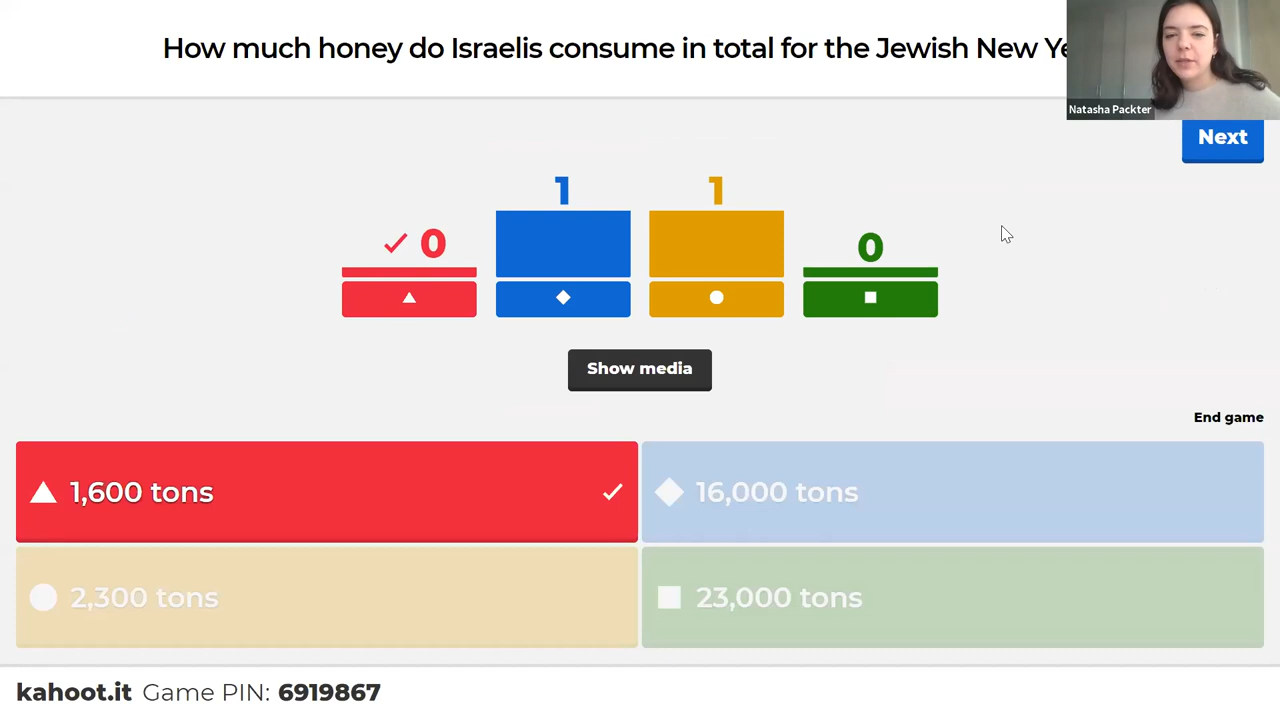 How much honey do Israelis consume in total for the Jewish New
Natasha Packter
Next
1
1
0
0
Show media
End game
1,600 tons
16,000 tons
2,300 tons
23,000 tons
kahoot.it Game PIN: 6919867